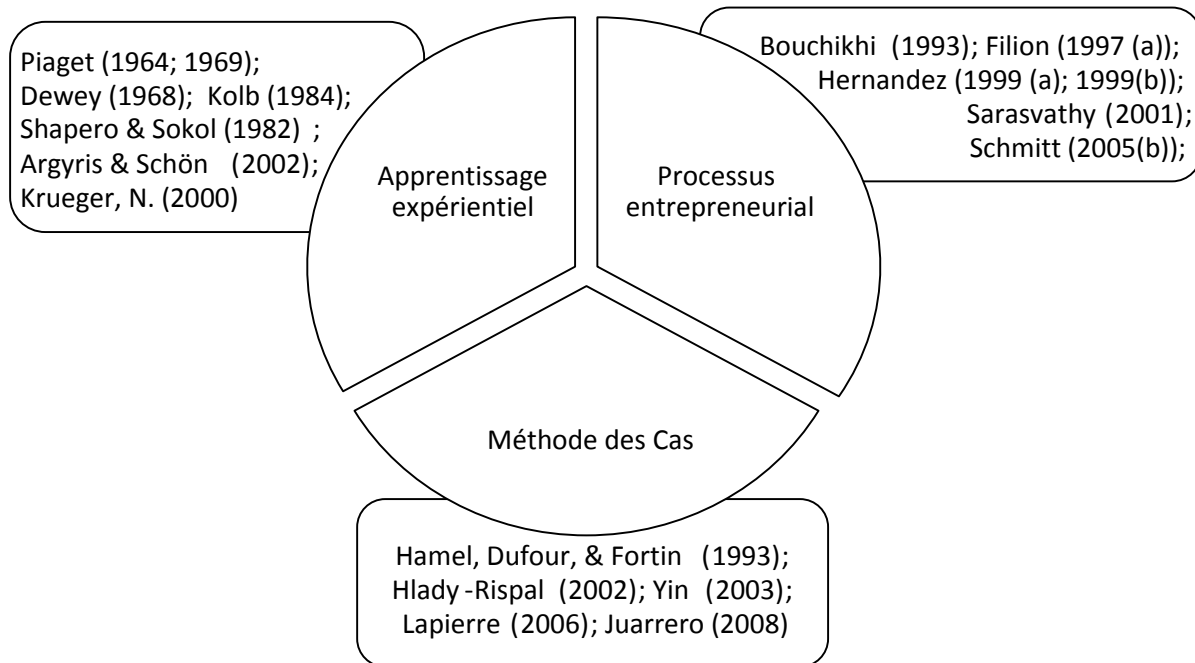 Piaget (1964; 1969);
Dewey (1968); Kolb (1984);
Shapero & Sokol (1982) ;
Argyris & Schön (2002);
Krueger, N. (2000)
Bouchikhi (1993); Filion (1997 (a));
Hernandez (1999 (a); 1999(b));
Sarasvathy (2001);
Schmitt (2005(b));
Apprentissage
expérientiel
Processus
entrepreneurial
Méthode des Cas
Hamel, Dufour, & Fortin (1993);
Hlady-Rispal (2002); Yin (2003);
Lapierre (2006); Juarrero (2008)